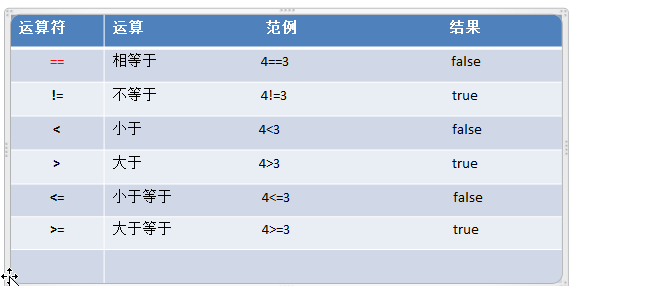 运算符 运算 范例 结果
== 相等于 4==3 false
!= 不等于 4!=3 true
< 小于 4<3 false
> 大于 4>3 true
<= 小于等于 4<=3 false
>= 大于等于 4>=3 true